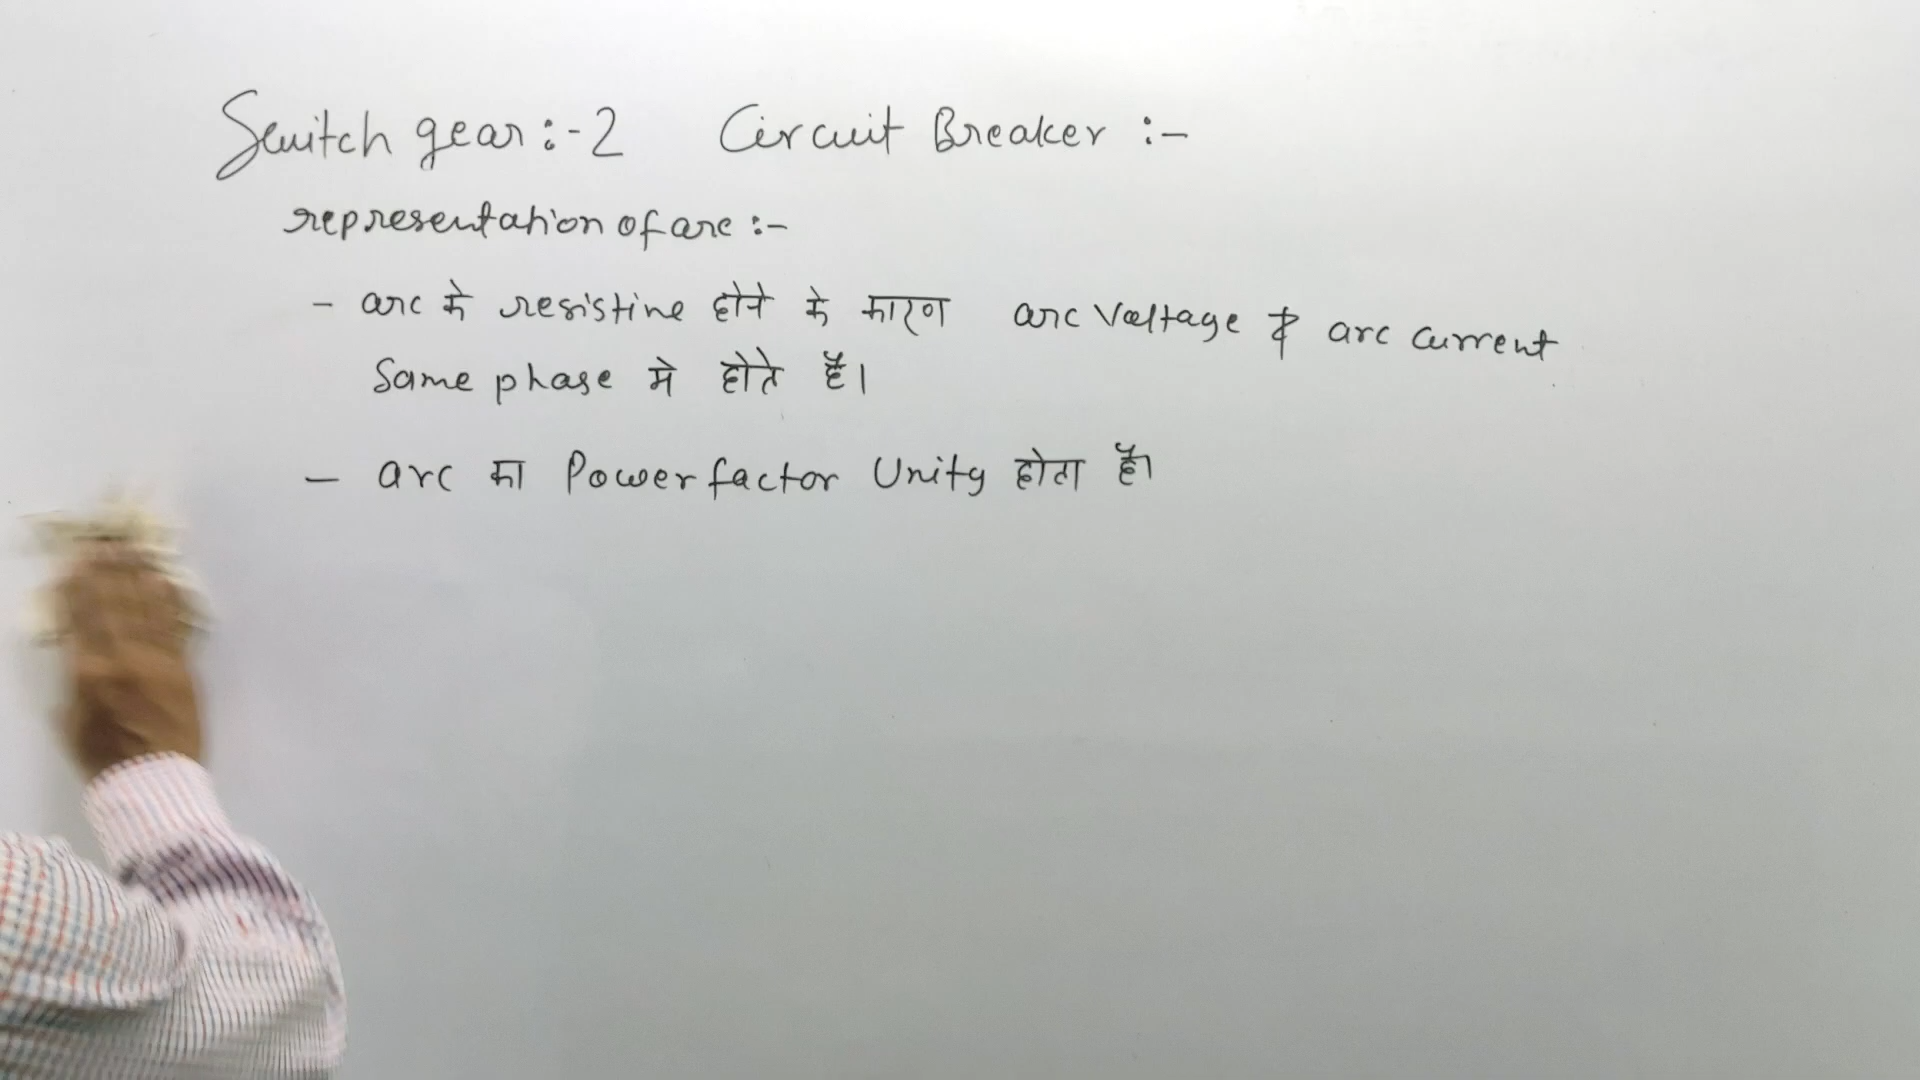 Switch gear :- 2 Circuit Breaker :-
representation of arc :-
- arc के resistive होने के कारण arc Voltage & arc current
Same phase मे होते है।
- arc का Power factor Unity होता है।